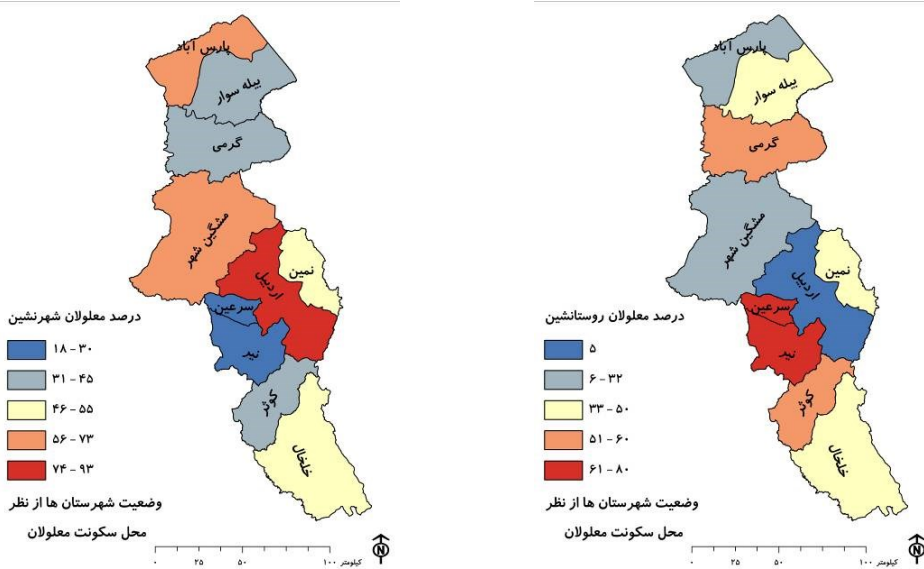 پارس آباد
بیله سوار
گرمی
مشگین شهر
نمین
اردبیل
سرعین
نیر
کوثر
خلخال
درصد معلولان شهرنشین
۱۸ - ۳۰
۳۱ - ۴۵
۴۶ - ۵۵
۵۶ - ۷۳
۷۴ - ۹۳
وضعیت شهرستان ها از نظر
محل سکونت معلولان
۰ ۲۵ ۵۰ ۱۰۰ کیلومتر
N
پارس آباد
بیله سوار
گرمی
مشگین شهر
نمین
اردبیل
سرعین
نیر
کوثر
خلخال
درصد معلولان روستانشین
۵
۶ - ۳۲
۳۳ - ۵۰
۵۱ - ۶۰
۶۱ - ۸۰
وضعیت شهرستان ها از نظر
محل سکونت معلولان
۰ ۲۵ ۵۰ ۱۰۰ کیلومتر
N